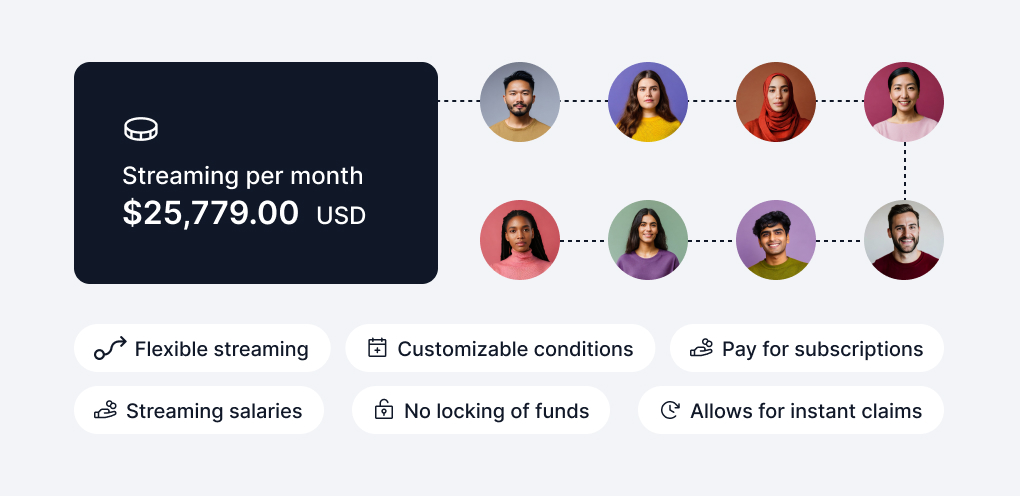 Streaming per month
$25,779.00 USD
Flexible streaming
Customizable conditions
Pay for subscriptions
Streaming salaries
No locking of funds
Allows for instant claims